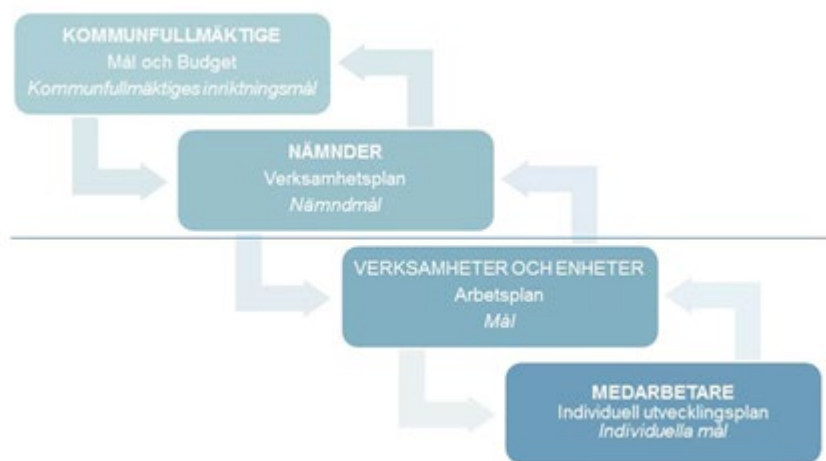 KOMMUNFULLMÄKTIGE
Mål och Budget
Kommunfullmäktiges inriktningsmål
NÄMNDER
Verksamhetsplan
Nämndmål
VERKSAMHETER OCH ENHETER
Arbetsplan
Mål
MEDARBETARE
Individuell utvecklingsplan
Individuella mål